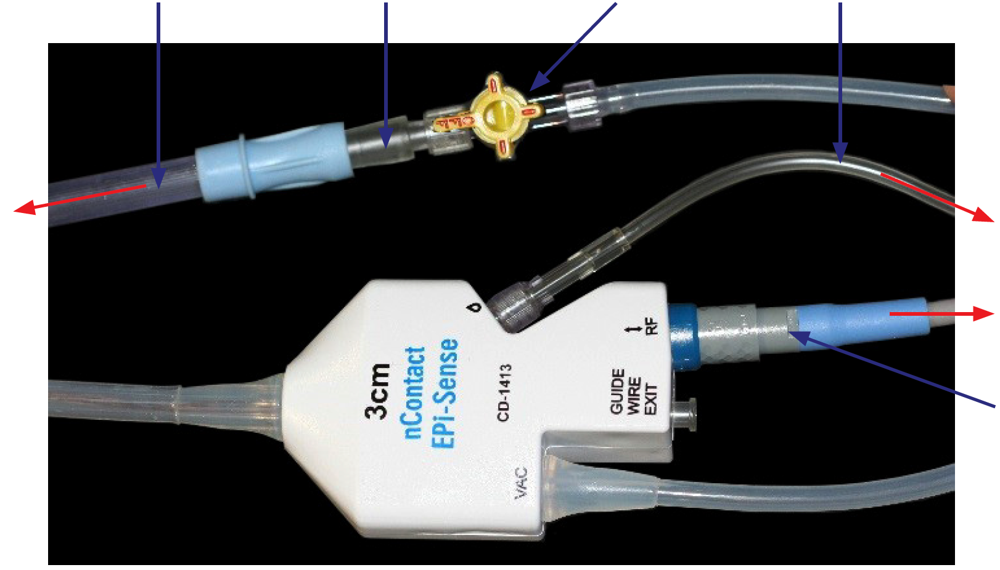 3cm
nContact
EPi-Sense
CD-1413
RF
GUIDE
WIRE
EXIT
VAC